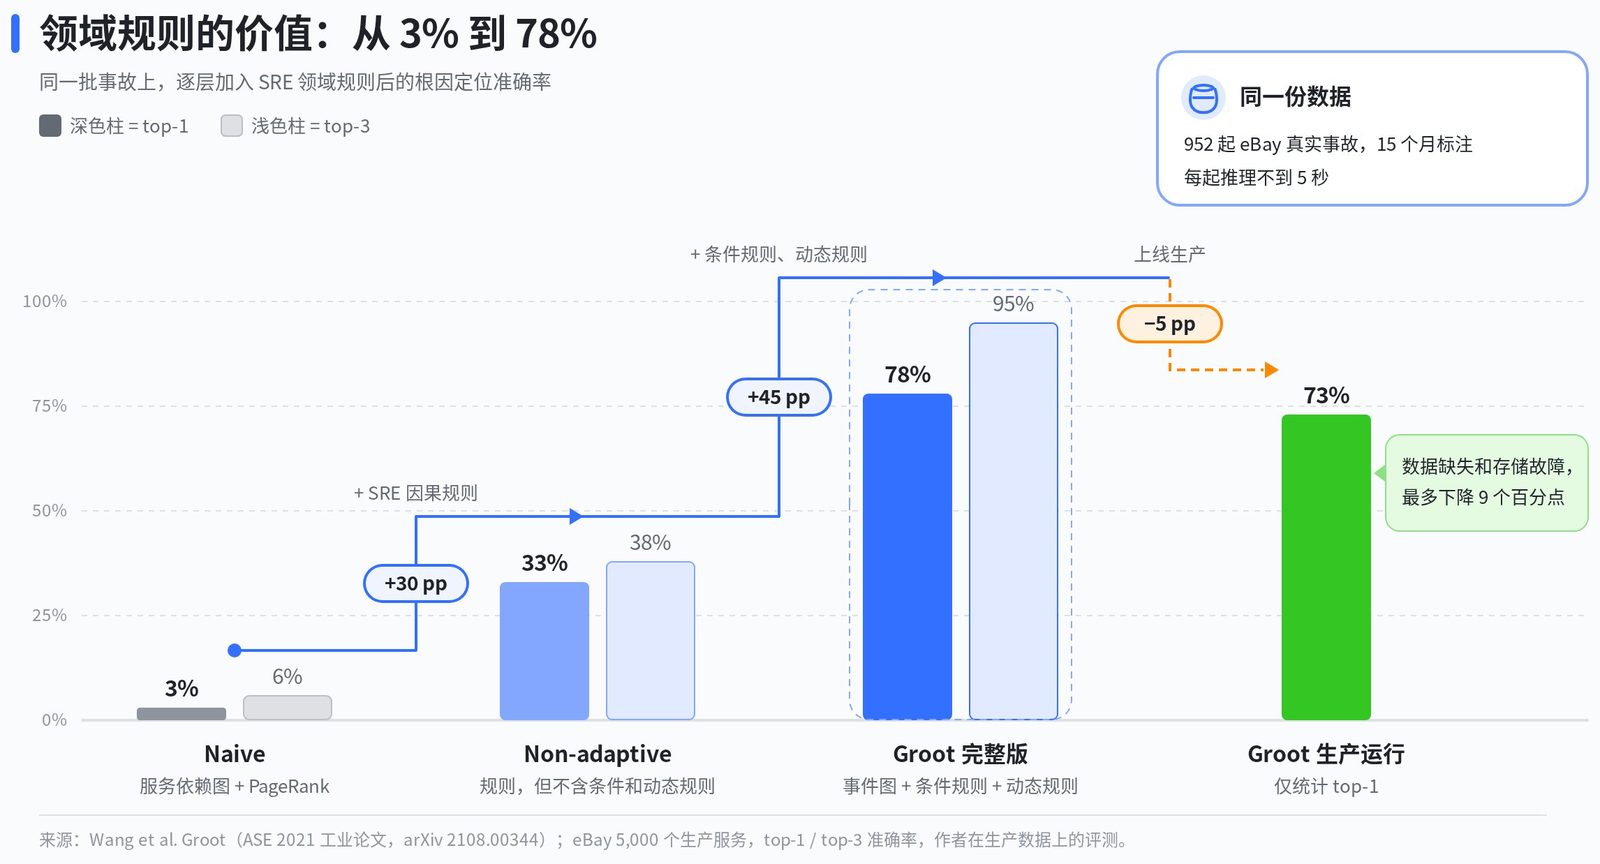 领域规则的价值：从 3% 到 78%
同一批事故上，逐层加入 SRE 领域规则后的根因定位准确率
深色柱 = top-1
浅色柱 = top-3
同一份数据
952 起 eBay 真实事故，15 个月标注
每起推理不到 5 秒
+ 条件规则、动态规则
上线生产
100%
95%
−5 pp
78%
+45 pp
73%
75%
数据缺失和存储故障，
最多下降 9 个百分点
+ SRE 因果规则
50%
38%
33%
+30 pp
25%
6%
3%
0%
Naive
服务依赖图 + PageRank
Non-adaptive
规则，但不含条件和动态规则
Groot 完整版
事件图 + 条件规则 + 动态规则
Groot 生产运行
仅统计 top-1
来源：Wang et al. Groot（ASE 2021 工业论文，arXiv 2108.00344）；eBay 5,000 个生产服务，top-1 / top-3 准确率，作者在生产数据上的评测。